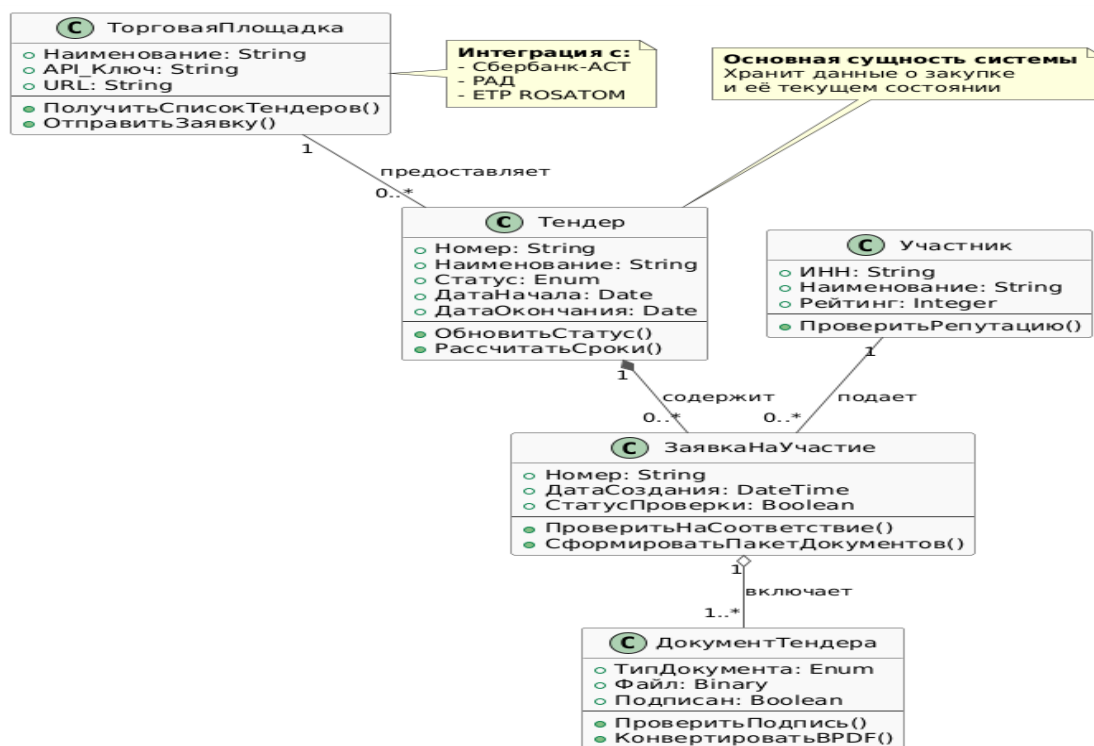 C ТорговаяПлощадка
Наименование: String
API_Ключ: String
URL: String
ПолучитьСписокТендеров()
ОтправитьЗаявку()
Интеграция с:
- Сбербанк-АСТ
- РАД
- ETP ROSATOM
Основная сущность системы
Хранит данные о закупке
и её текущем состоянии
1
предоставляет
0..*
C Тендер
Номер: String
Наименование: String
Статус: Enum
ДатаНачала: Date
ДатаОкончания: Date
ОбновитьСтатус()
РассчитатьСроки()
C Участник
ИНН: String
Наименование: String
Рейтинг: Integer
ПроверитьРепутацию()
1
содержит
0..*
1
подает
0..*
C ЗаявкаНаУчастие
Номер: String
ДатаСоздания: DateTime
СтатусПроверки: Boolean
ПроверитьНаСоответствие()
СформироватьПакетДокументов()
1
включает
1..*
C ДокументТендера
ТипДокумента: Enum
Файл: Binary
Подписан: Boolean
ПроверитьПодпись()
КонвертироватьВPDF()